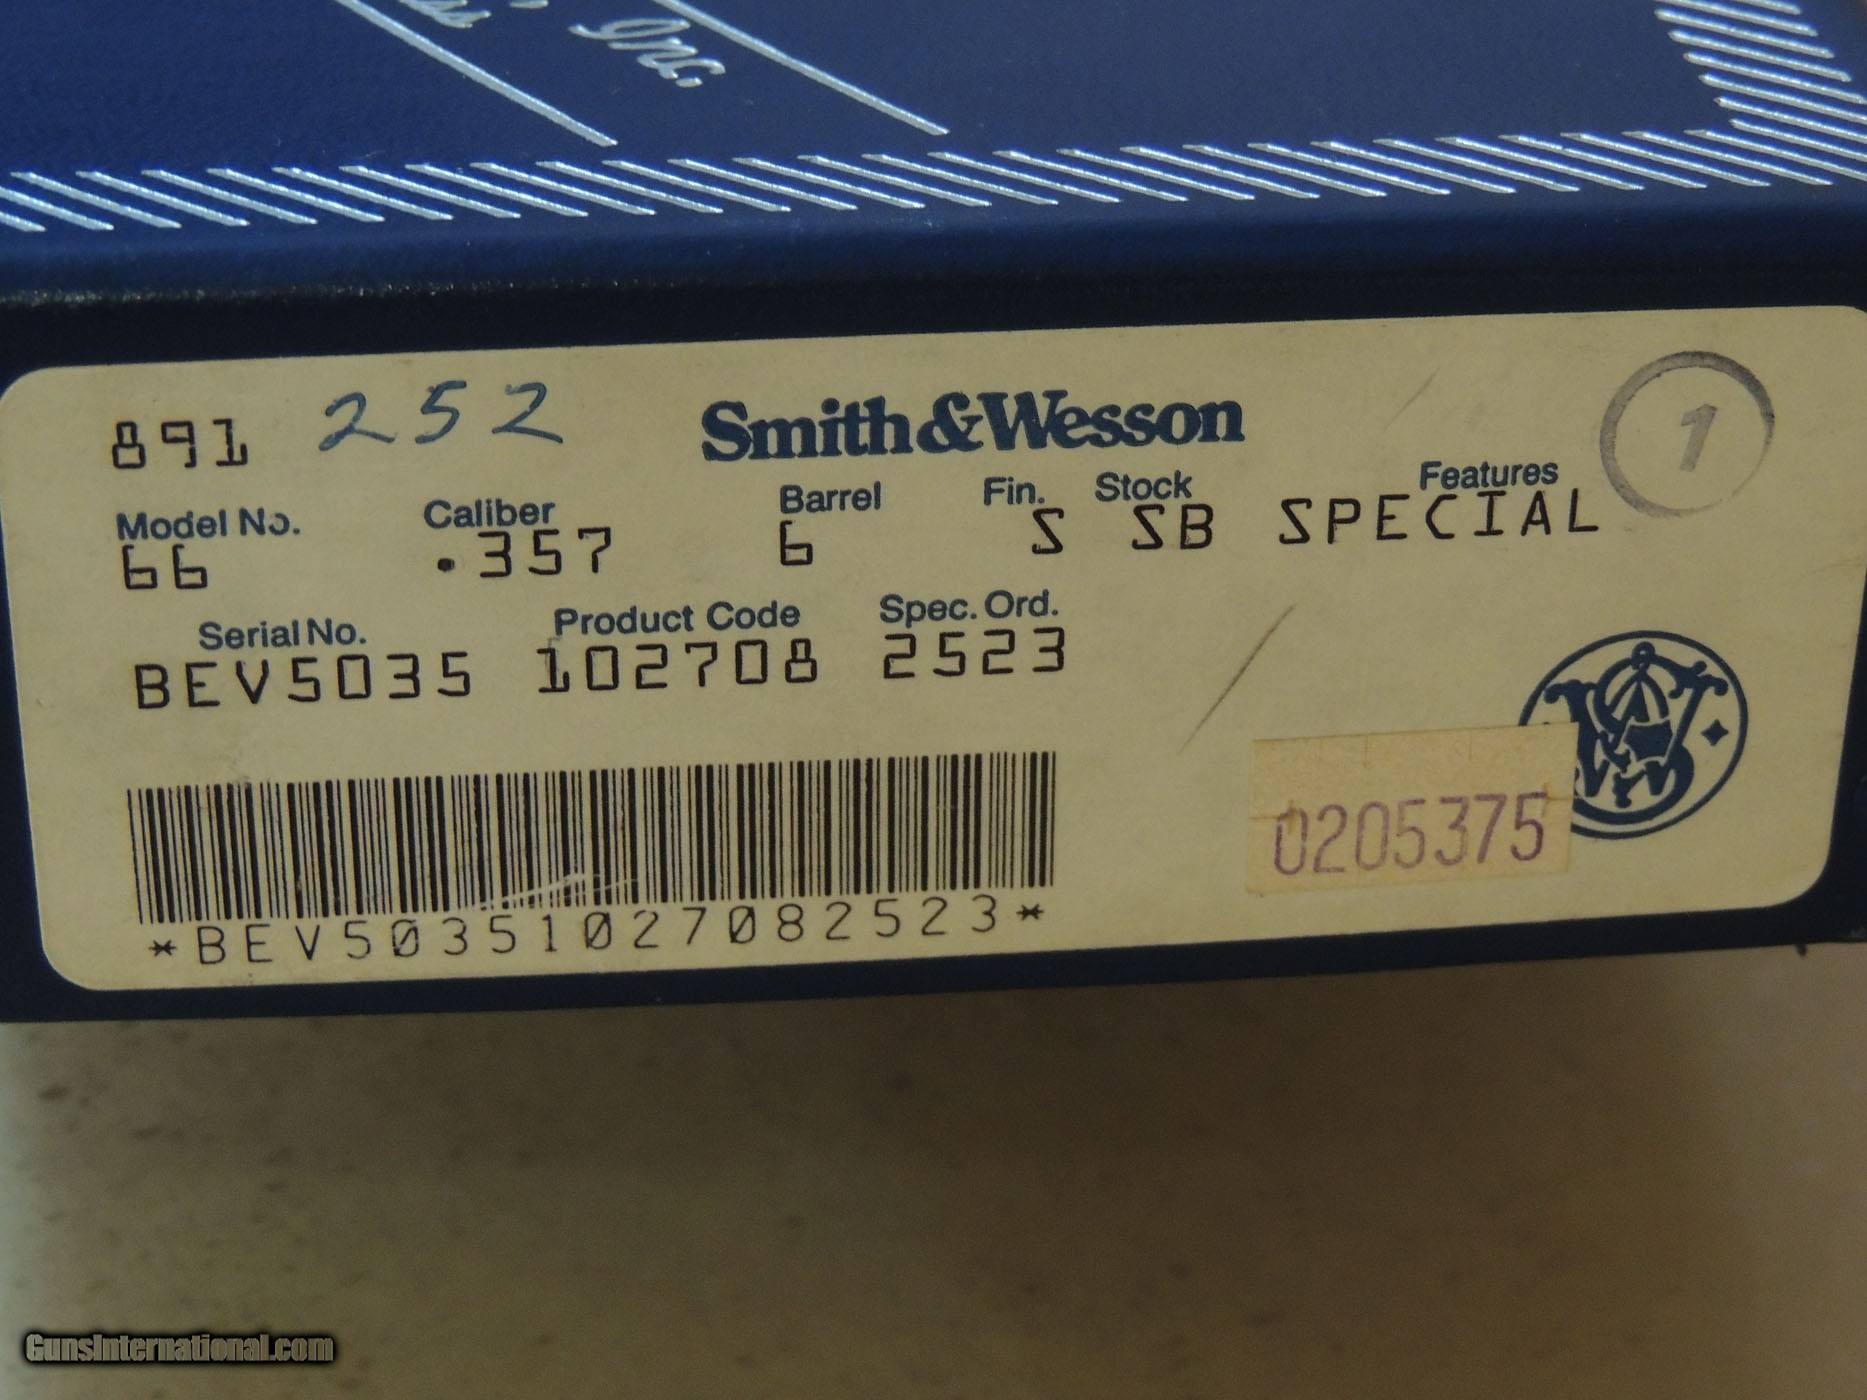 Inc.
891 252
Smith & Wesson
1
Model No. Caliber Barrel Fin. Stock Features
66 .357 6 S SB SPECIAL
Serial No. Product Code Spec. Ord.
BEV5035 102708 2523
*BEV50351027082523*
0205375
GunsInternational.com